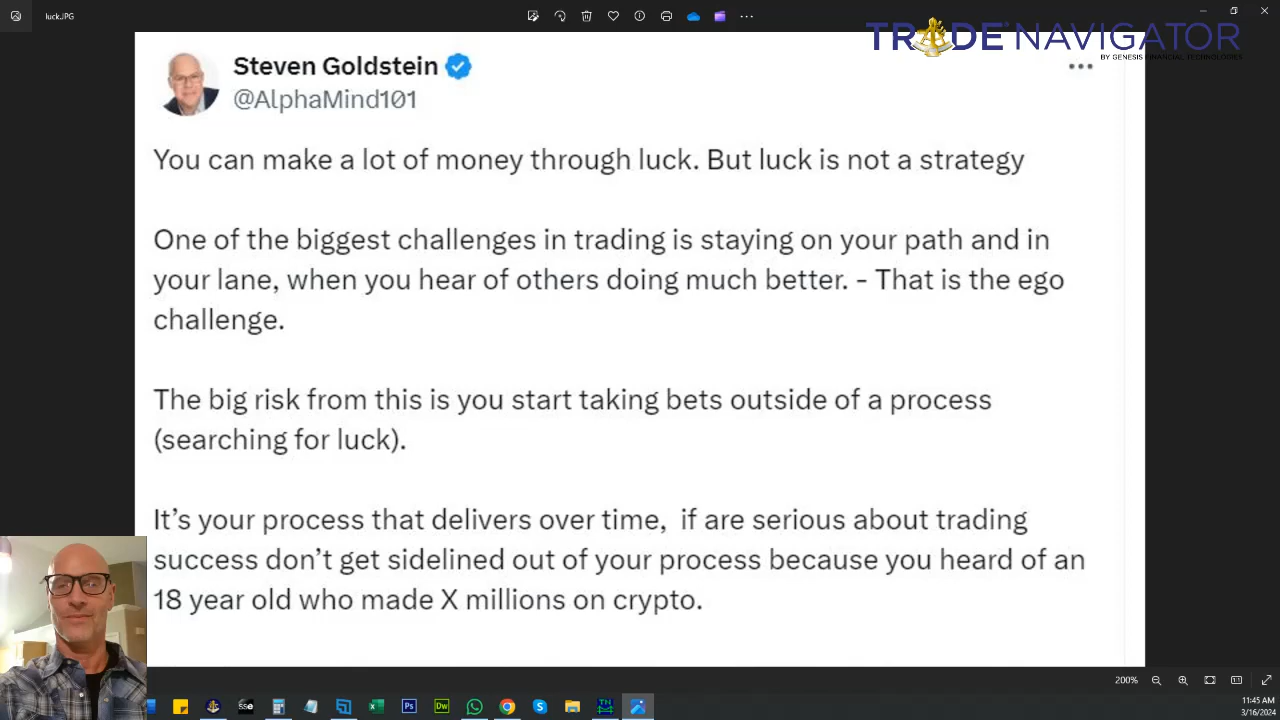 luck.JPG
TRADE NAVIGATOR
BY GENESIS FINANCIAL TECHNOLOGIES
Steven Goldstein
@AlphaMind101
You can make a lot of money through luck. But luck is not a strategy
One of the biggest challenges in trading is staying on your path and in
your lane, when you hear of others doing much better. - That is the ego
challenge.
The big risk from this is you start taking bets outside of a process
(searching for luck).
It's your process that delivers over time,  if are serious about trading
success don't get sidelined out of your process because you heard of an
18 year old who made X millions on crypto.
200%
sse
Ps
Dw
TN
11:45 AM
3/16/2024